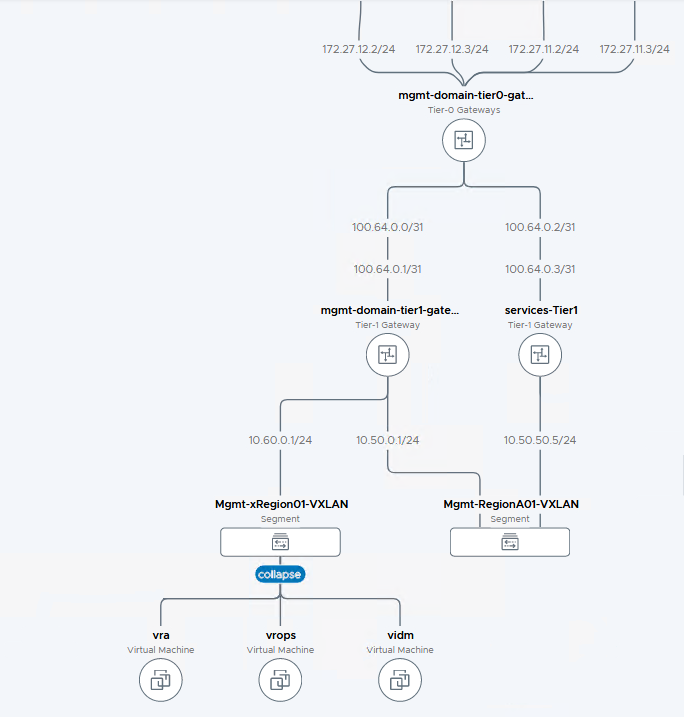 172.27.12.2/24 172.27.12.3/24 172.27.11.2/24 172.27.11.3/24
mgmt-domain-tier0-gat...
Tier-0 Gateways
100.64.0.0/31 100.64.0.2/31
100.64.0.1/31 100.64.0.3/31
mgmt-domain-tier1-gate... services-Tier1
Tier-1 Gateway Tier-1 Gateway
10.60.0.1/24 10.50.0.1/24 10.50.50.5/24
Mgmt-xRegion01-VXLAN Mgmt-RegionA01-VXLAN
Segment Segment
collapse
vra vrops vidm
Virtual Machine Virtual Machine Virtual Machine